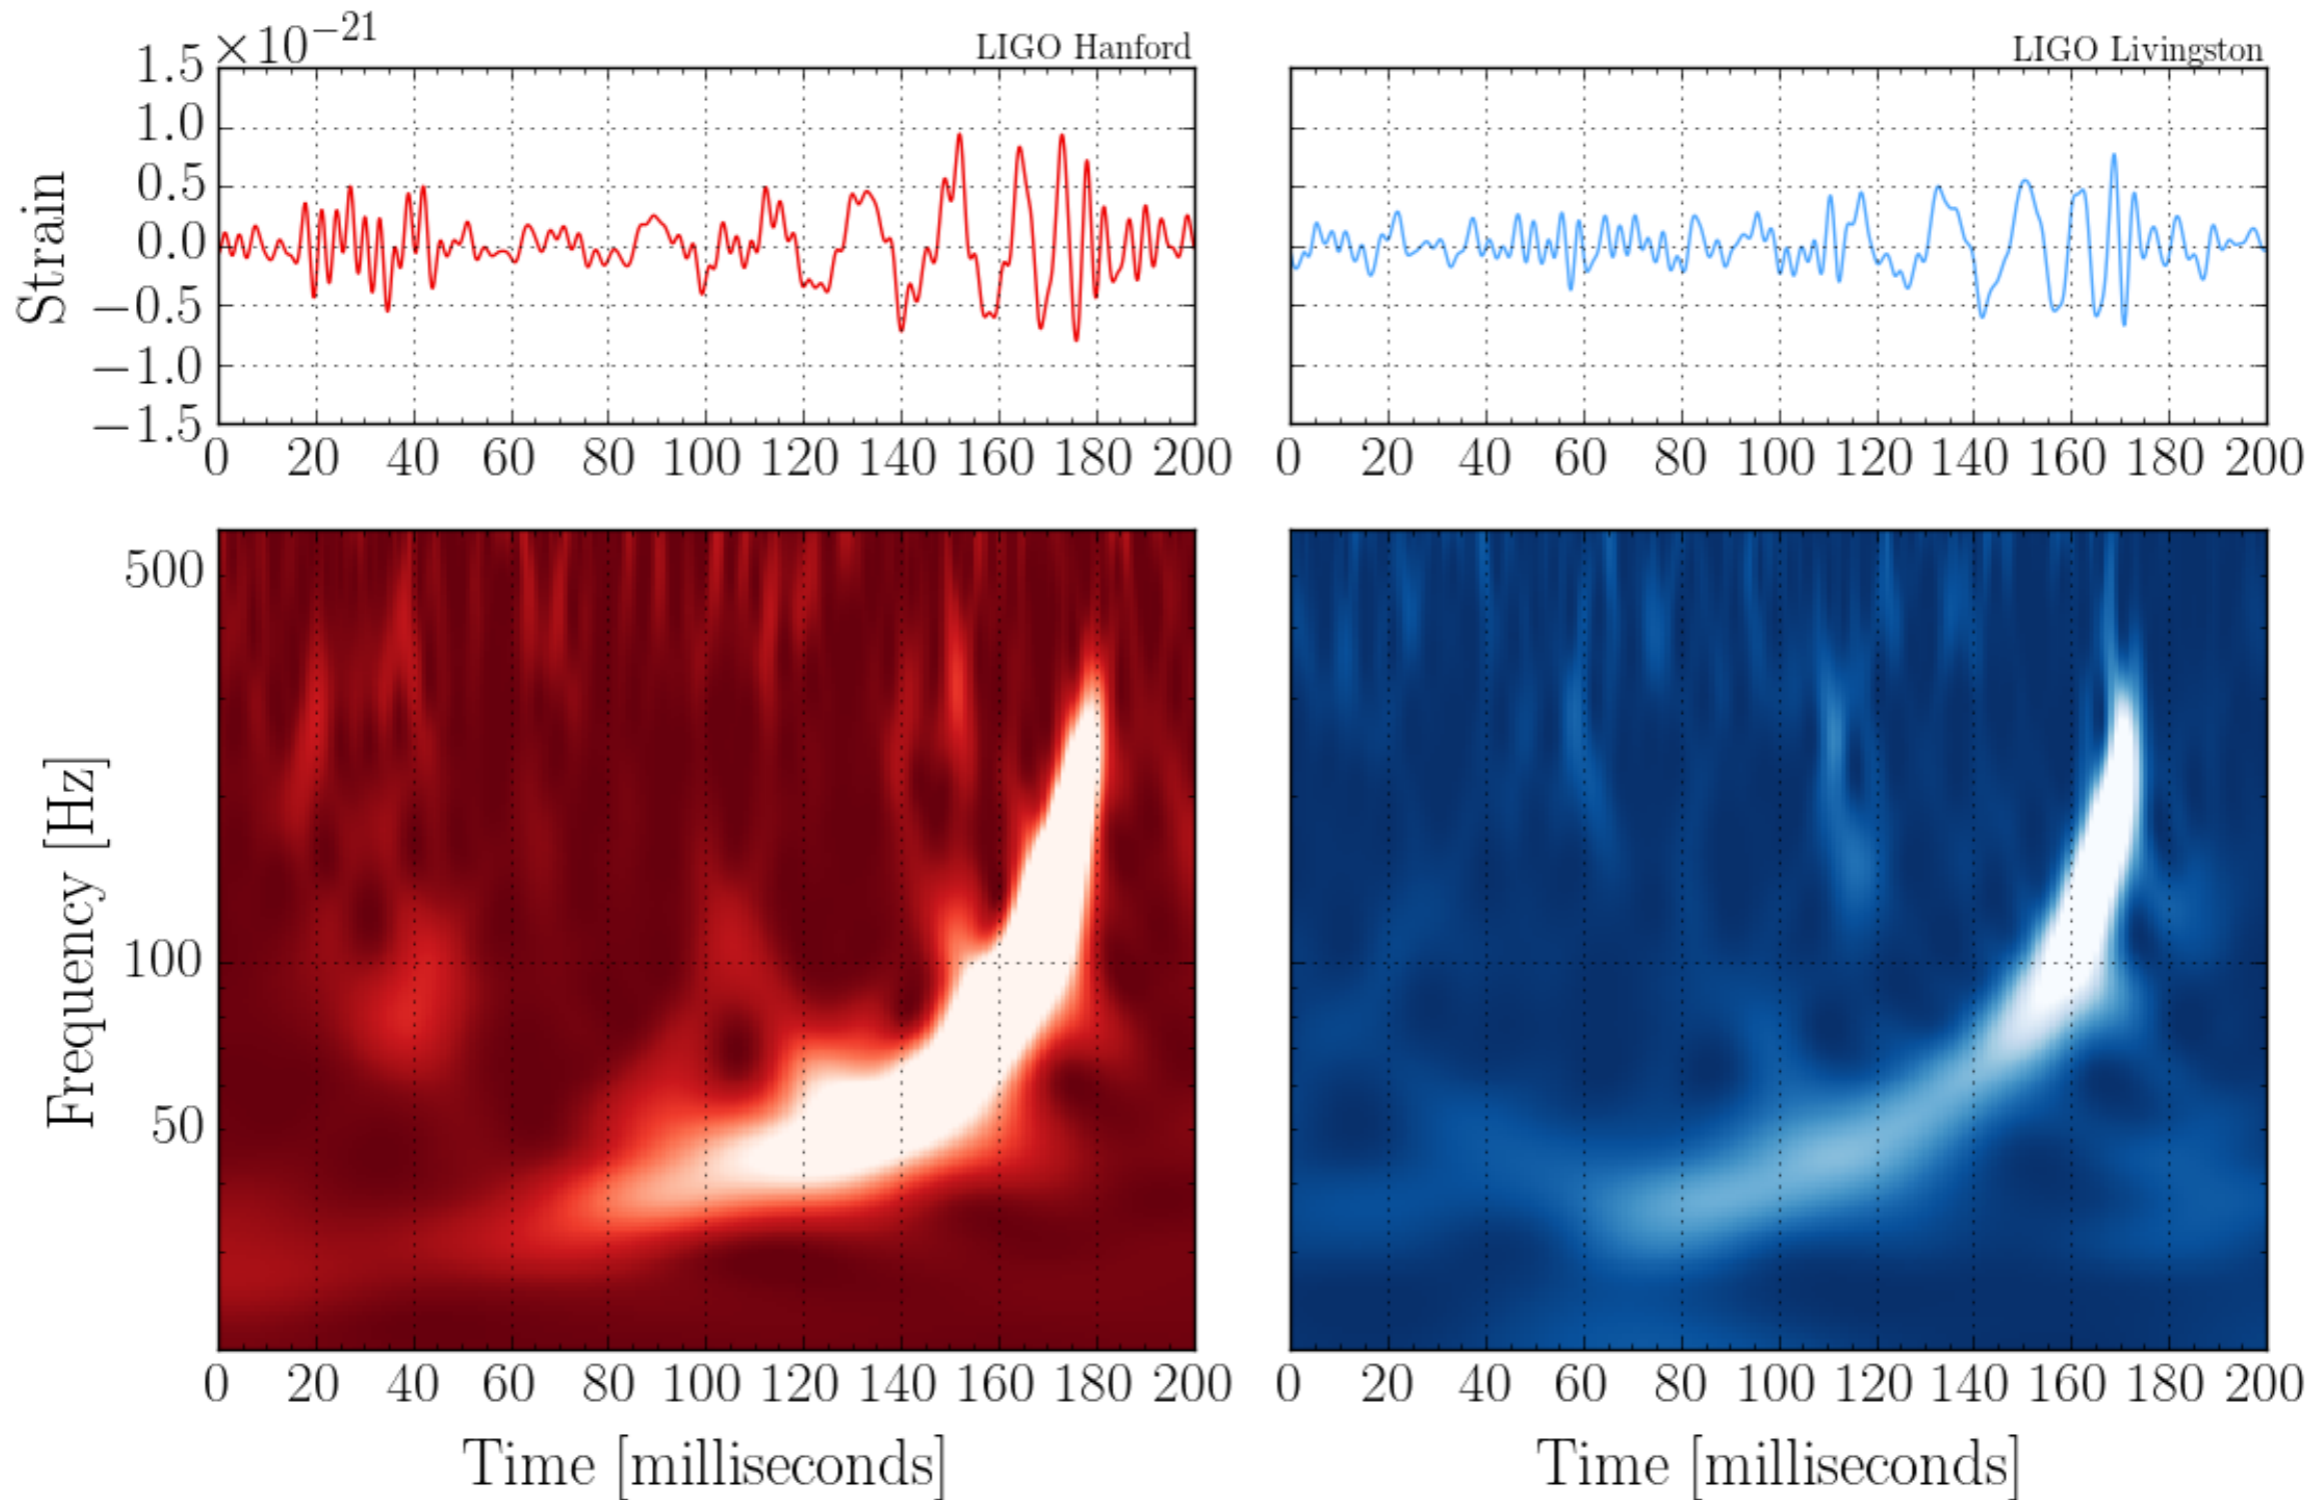 ×10⁻²¹
LIGO Hanford
LIGO Livingston
Strain
1.5
1.0
0.5
0.0
−0.5
−1.0
−1.5
0 20 40 60 80 100 120 140 160 180 200
0 20 40 60 80 100 120 140 160 180 200
Frequency [Hz]
500
100
50
0 20 40 60 80 100 120 140 160 180 200
0 20 40 60 80 100 120 140 160 180 200
Time [milliseconds]
Time [milliseconds]